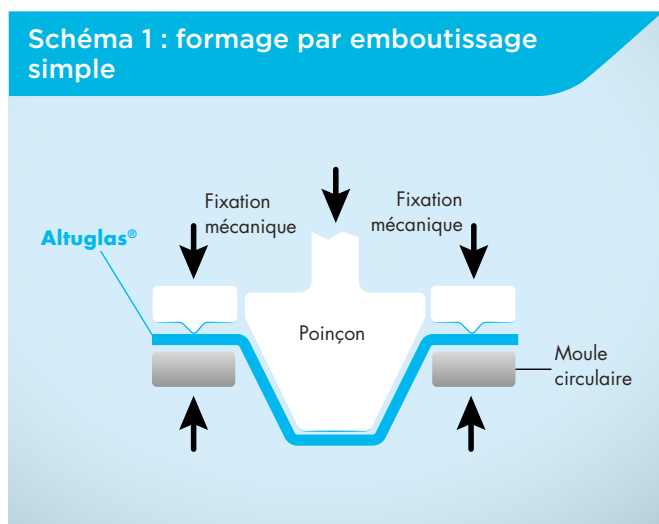 Schéma 1 : formage par emboutissage
simple
Fixation
mécanique
Fixation
mécanique
Altuglas®
Poinçon
Moule
circulaire